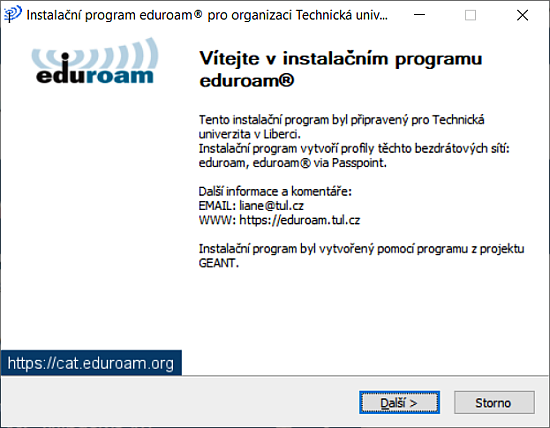 Instalační program eduroam® pro organizaci Technická univ...
eduroam
Vítejte v instalačním programu
eduroam®
Tento instalační program byl připravený pro Technická
univerzita v Liberci.
Instalační program vytvoří profily těchto bezdrátových sítí:
eduroam, eduroam® via Passpoint.
Další informace a komentáře:
EMAIL: liane@tul.cz
WWW: https://eduroam.tul.cz
Instalační program byl vytvořený pomocí programu z projektu
GEANT.
https://cat.eduroam.org
Další >
Storno